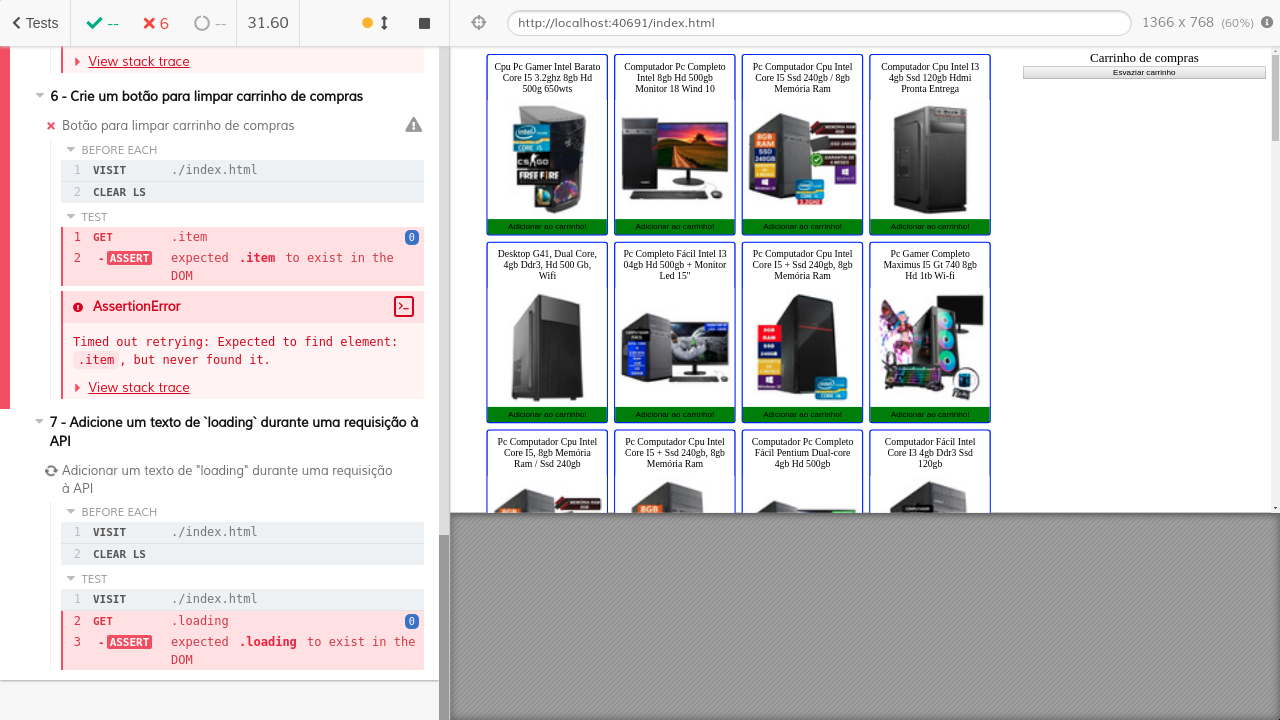 Tests
--
6
--
31.60
http://localhost:40691/index.html
1366 x 768 (60%)
View stack trace
6 - Crie um botão para limpar carrinho de compras
Botão para limpar carrinho de compras
BEFORE EACH
1 VISIT ./index.html
2 CLEAR LS
TEST
1 GET .item 0
2 -ASSERT expected .item to exist in the
DOM
AssertionError
Timed out retrying: Expected to find element:
.item, but never found it.
View stack trace
7 - Adicione um texto de `loading` durante uma requisição à
API
Adicionar um texto de "loading" durante uma requisição
à API
BEFORE EACH
1 VISIT ./index.html
2 CLEAR LS
TEST
1 VISIT ./index.html
2 GET .loading 0
3 -ASSERT expected .loading to exist in the
DOM
Cpu Pc Gamer Intel Barato
Core I5 3.2ghz 8gb Hd
500g 650wts
Adicionar ao carrinho!
Computador Pc Completo
Intel 8gb Hd 500gb
Monitor 18 Wind 10
Adicionar ao carrinho!
Pc Computador Cpu Intel
Core I5 Ssd 240gb / 8gb
Memória Ram
8GB
RAM
SSD
240GB
Adicionar ao carrinho!
Computador Cpu Intel I3
4gb Ssd 120gb Hdmi
Pronta Entrega
Adicionar ao carrinho!
Desktop G41, Dual Core,
4gb Ddr3, Hd 500 Gb,
Wifi
Adicionar ao carrinho!
Pc Completo Fácil Intel I3
04gb Hd 500gb + Monitor
Led 15"
Adicionar ao carrinho!
Pc Computador Cpu Intel
Core I5 + Ssd 240gb, 8gb
Memória Ram
Adicionar ao carrinho!
Pc Gamer Completo
Maximus I5 Gt 740 8gb
Hd 1tb Wi-fi
Adicionar ao carrinho!
Pc Computador Cpu Intel
Core I5, 8gb Memória
Ram / Ssd 240gb
Pc Computador Cpu Intel
Core I5 + Ssd 240gb, 8gb
Memória Ram
8GB
Computador Pc Completo
Fácil Pentium Dual-core
4gb Hd 500gb
Computador Fácil Intel
Core I3 4gb Ddr3 Ssd
120gb
Carrinho de compras
Esvaziar carrinho